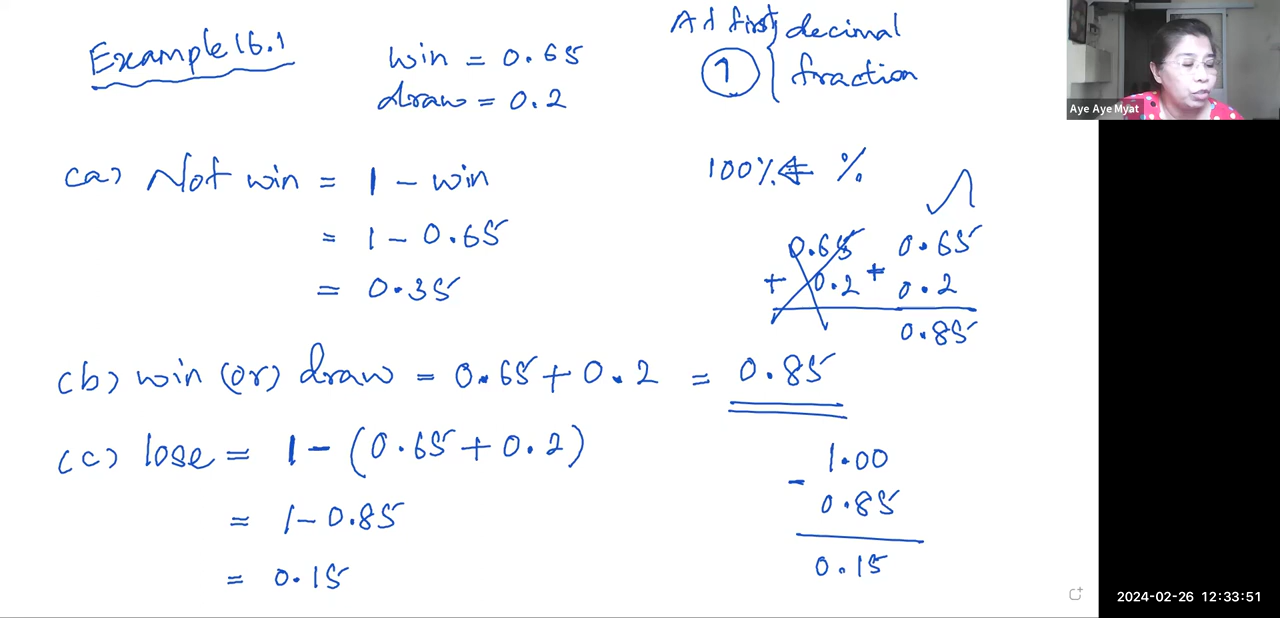 Example 16.1
win = 0.65
draw = 0.2
At first
1
decimal
fraction
(a) Not win = 1 - win
= 1 - 0.65
= 0.35
100% ⇐ %
0.65
+ 0.2
0.65
+ 0.2
0.85
(b) win (or) draw = 0.65 + 0.2 = 0.85
(c) lose = 1 - (0.65 + 0.2)
= 1 - 0.85
= 0.15
1.00
- 0.85
0.15
Aye Aye Myat
2024-02-26 12:33:51